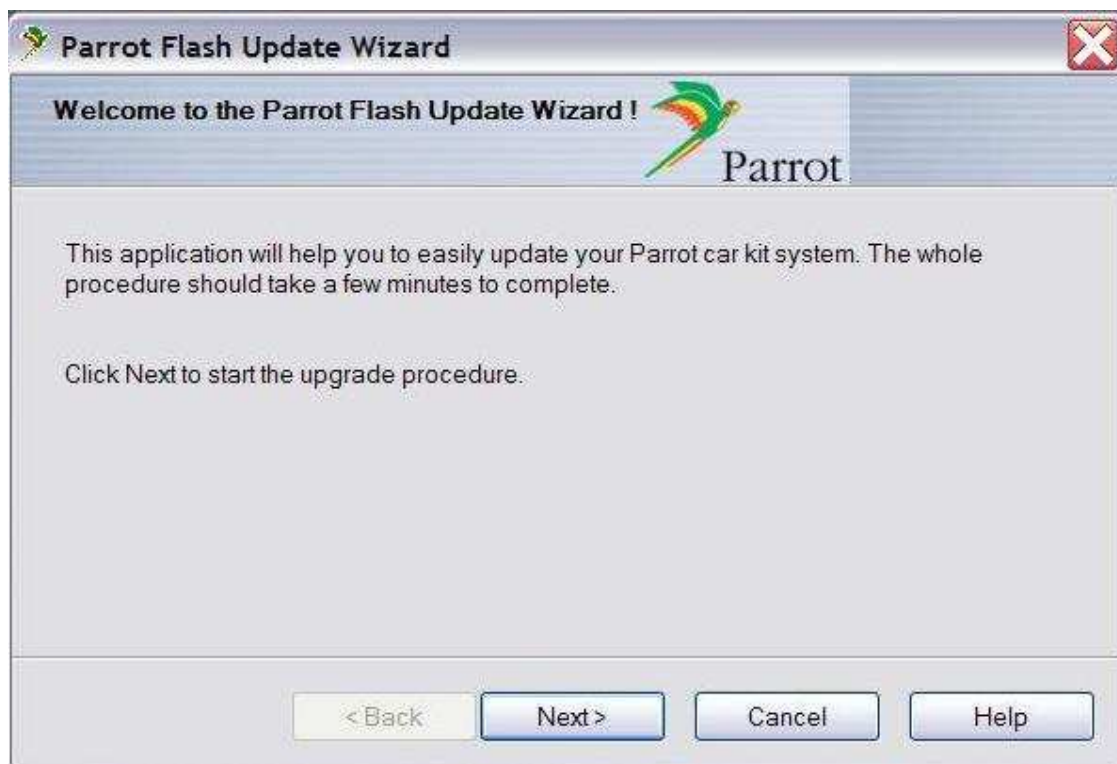 Parrot Flash Update Wizard
Welcome to the Parrot Flash Update Wizard !
Parrot
This application will help you to easily update your Parrot car kit system. The whole
procedure should take a few minutes to complete.
Click Next to start the upgrade procedure.
< Back Next > Cancel Help